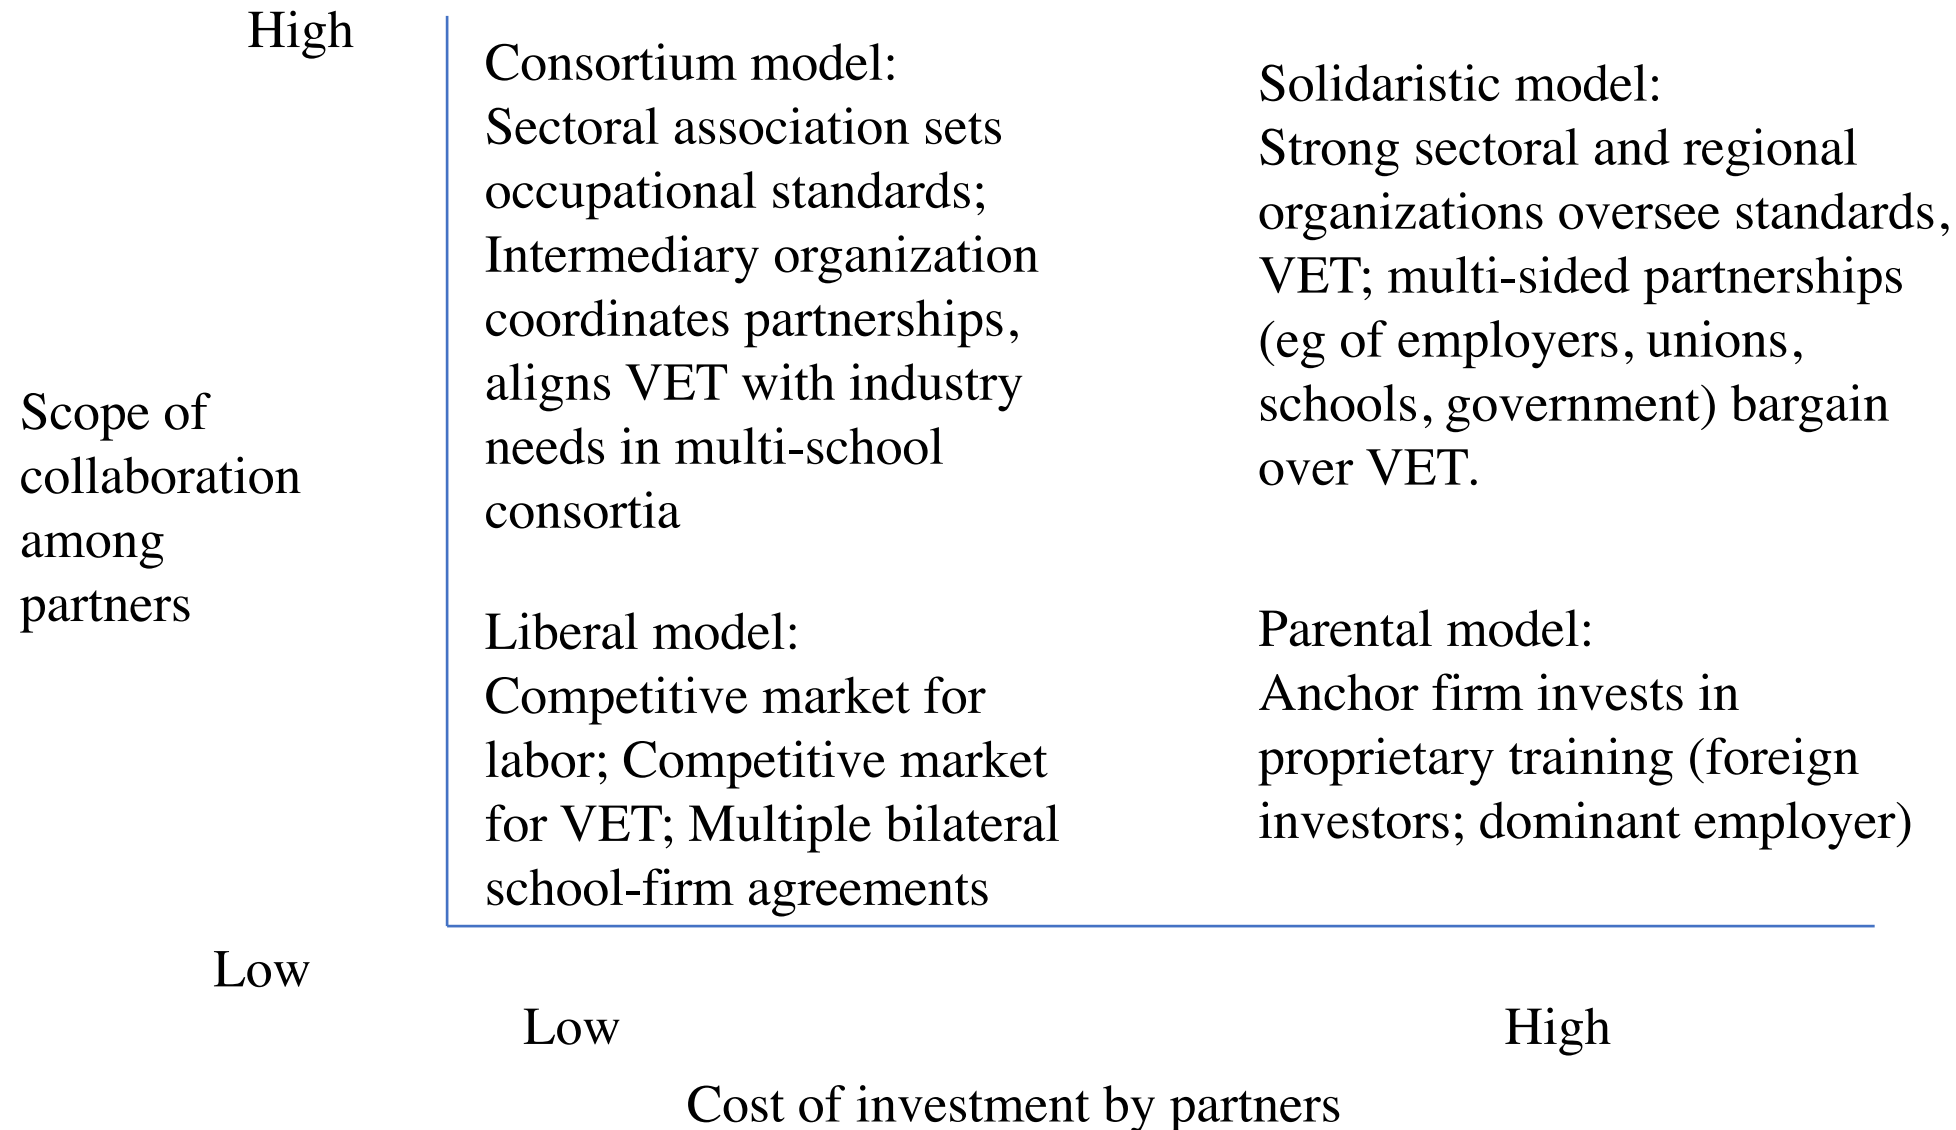 High
Consortium model:
Sectoral association sets
occupational standards;
Intermediary organization
coordinates partnerships,
aligns VET with industry
needs in multi-school
consortia
Solidaristic model:
Strong sectoral and regional
organizations oversee standards,
VET; multi-sided partnerships
(eg of employers, unions,
schools, government) bargain
over VET.
Scope of
collaboration
among
partners
Liberal model:
Competitive market for
labor; Competitive market
for VET; Multiple bilateral
school-firm agreements
Parental model:
Anchor firm invests in
proprietary training (foreign
investors; dominant employer)
Low
Low
High
Cost of investment by partners